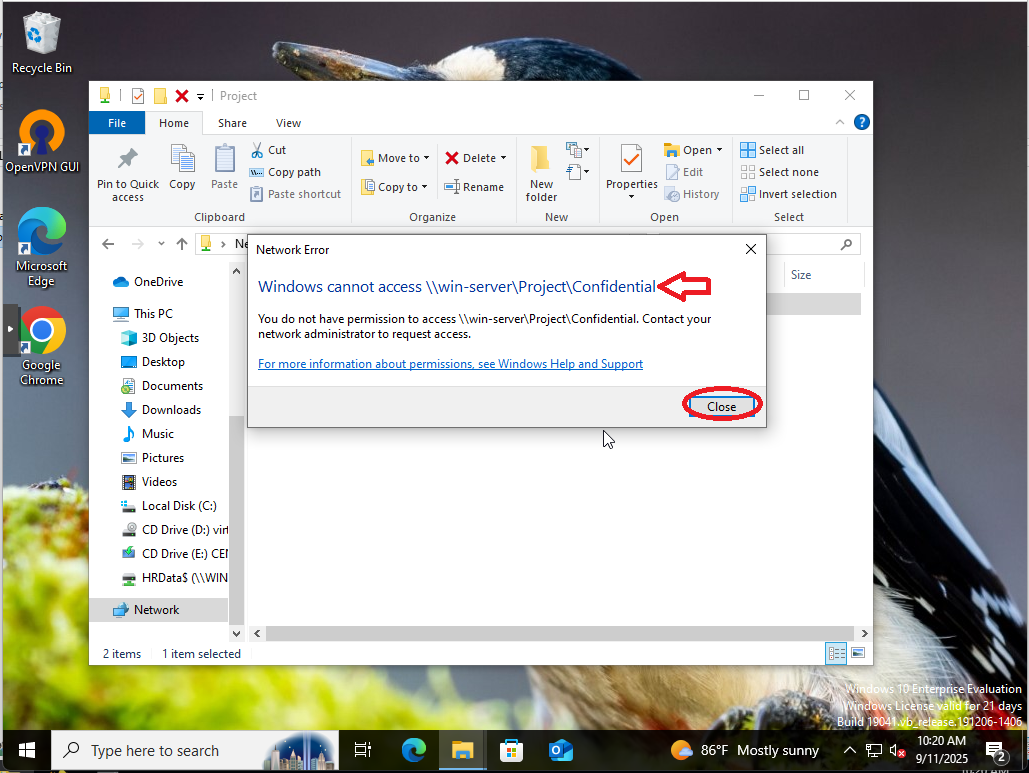 Recycle Bin
OpenVPN GUI
Microsoft
Edge
Google
Chrome
Project
File
Home
Share
View
Pin to Quick
access
Copy
Paste
Cut
Copy path
Paste shortcut
Clipboard
Move to
Copy to
Delete
Rename
Organize
New
folder
New
Properties
Open
Edit
History
Open
Select all
Select none
Invert selection
Select
Ne
Size
OneDrive
This PC
3D Objects
Desktop
Documents
Downloads
Music
Pictures
Videos
Local Disk (C:)
CD Drive (D:) virt
CD Drive (E:) CEN
HRData$ (\\WIN
Network
Network Error
Windows cannot access \\win-server\Project\Confidential
You do not have permission to access \\win-server\Project\Confidential. Contact your
network administrator to request access.
For more information about permissions, see Windows Help and Support
Close
2 items
1 item selected
Windows 10 Enterprise Evaluation
Windows License valid for 21 days
Build 19041.vb_release.191206-1406
Type here to search
86°F Mostly sunny
10:20 AM
9/11/2025
2